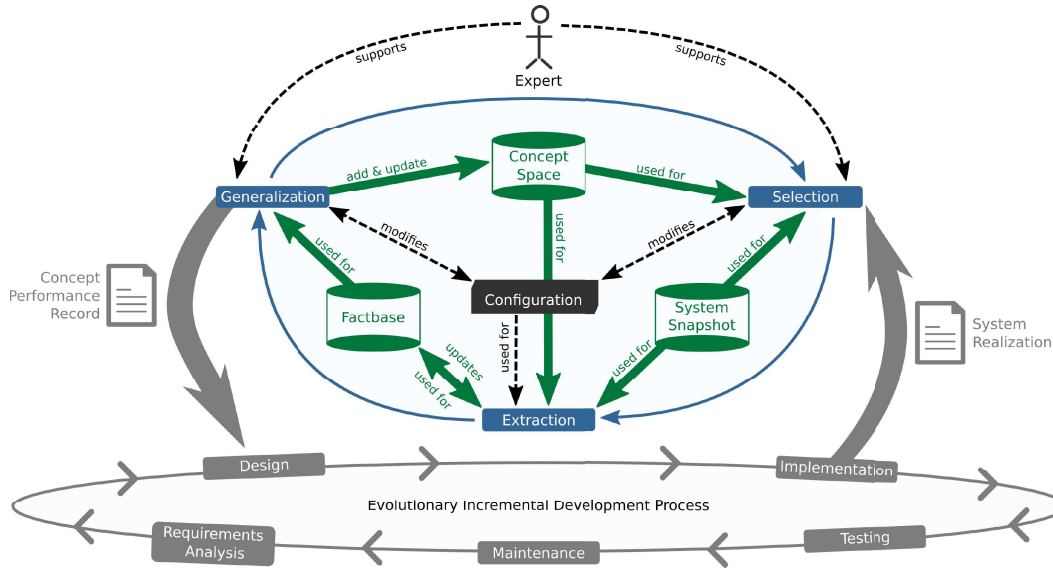 supports
supports
Expert
Concept
Space
add & update
used for
Generalization
Selection
modifies
used for
modifies
used for
used for
Concept
Performance
Record
Configuration
Factbase
System
Snapshot
System
Realization
used for
updates
used for
used for
Extraction
Design
Implementation
Evolutionary Incremental Development Process
Requirements
Analysis
Maintenance
Testing